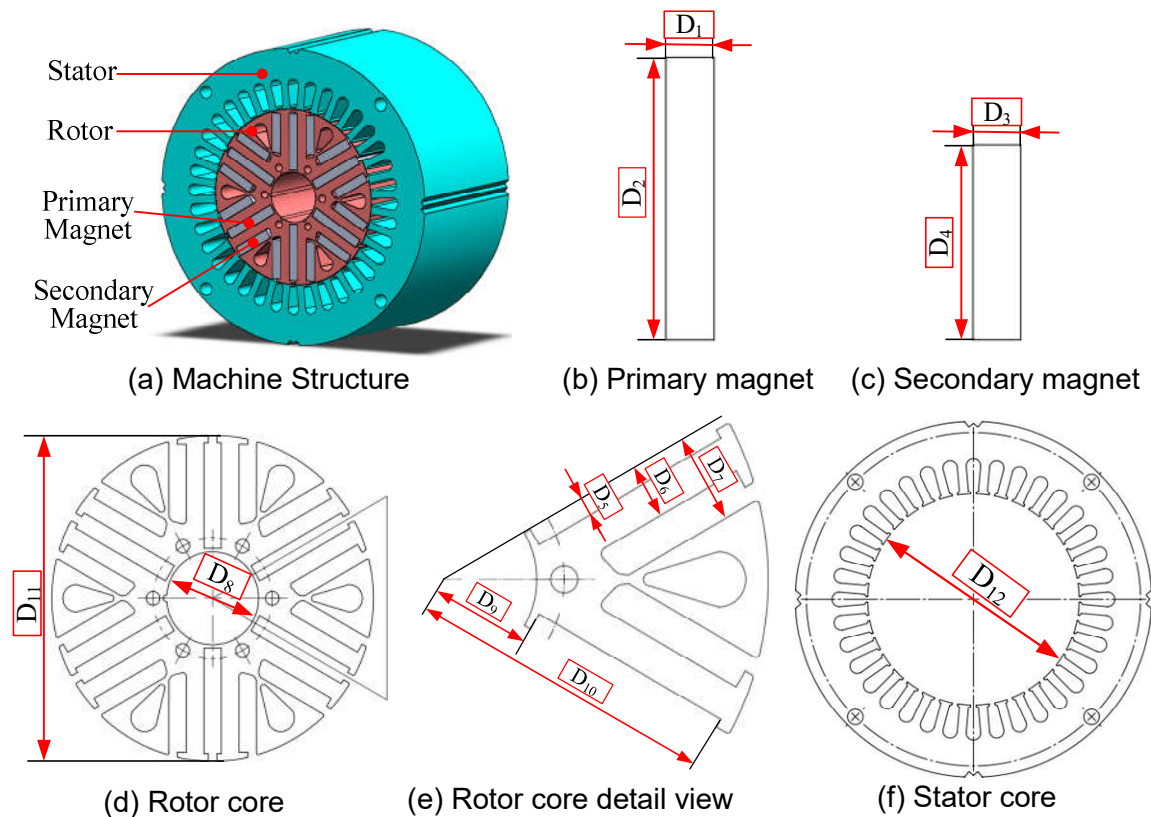 Stator
Rotor
Primary
Magnet
Secondary
Magnet
(a) Machine Structure
D₁
D₂
(b) Primary magnet
D₃
D₄
(c) Secondary magnet
D₁₁
D₈
(d) Rotor core
D₅
D₆
D₇
D₉
D₁₀
(e) Rotor core detail view
D₁₂
(f) Stator core